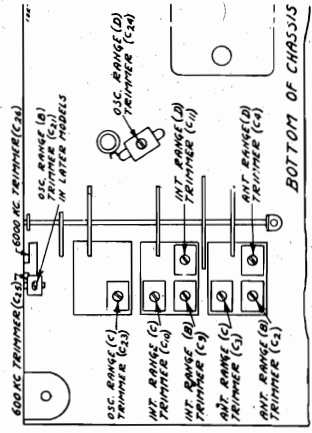 600 KC TRIMMER (C25)
6000 KC. TRIMMER (C26)
OSC. RANGE (B)
TRIMMER (C21)
IN LATER MODELS
OSC. RANGE (D)
TRIMMER (C24)
OSC. RANGE (C)
TRIMMER (C23)
INT. RANGE (C)
TRIMMER (C10)
INT. RANGE (B)
TRIMMER (C9)
ANT. RANGE (C)
TRIMMER (C3)
ANT. RANGE (B)
TRIMMER (C2)
INT. RANGE (D)
TRIMMER (C11)
ANT. RANGE (D)
TRIMMER (C4)
BOTTOM OF CHASSIS